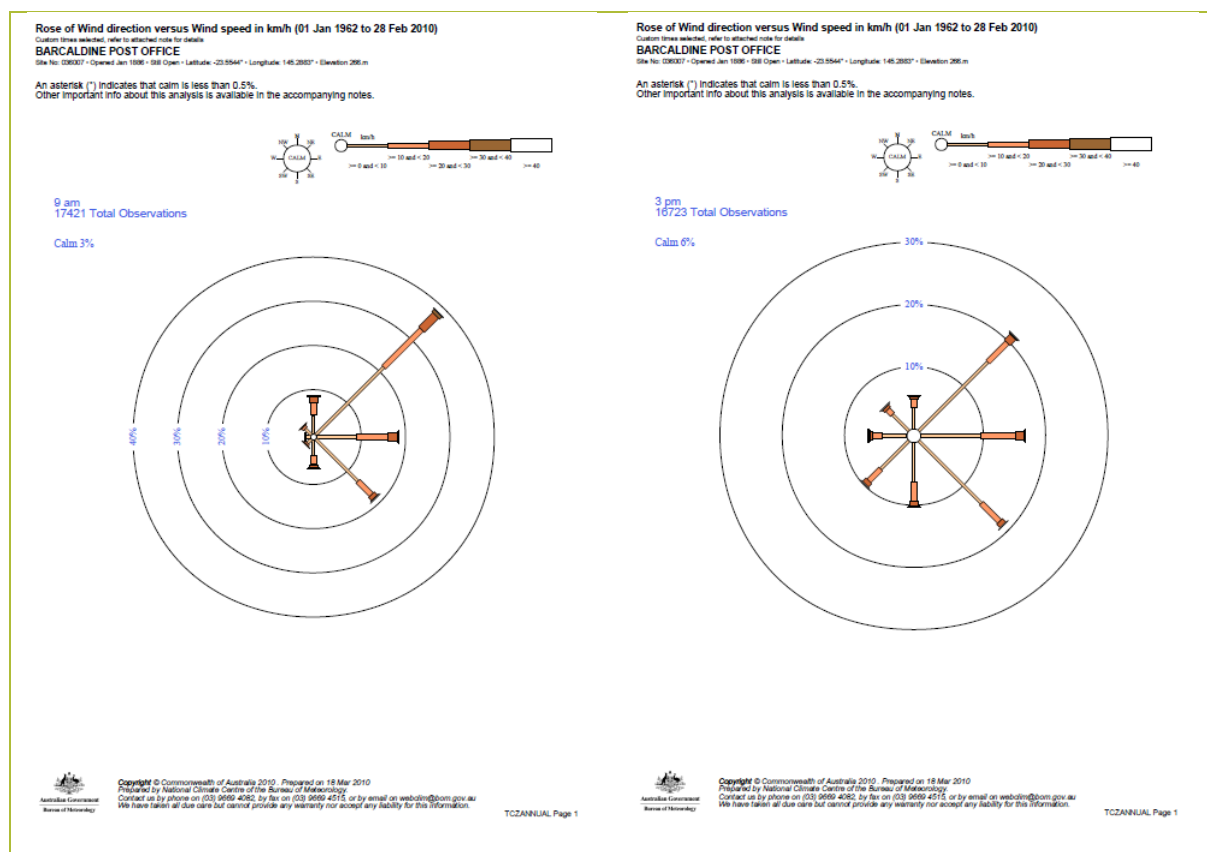 Rose of Wind direction versus Wind speed in km/h (01 Jan 1962 to 28 Feb 2010)
Custom times selected, refer to attached note for details
BARCALDINE POST OFFICE
Site No: 036007 • Opened Jan 1886 • Still Open • Latitude: -23.5544° • Longitude: 145.2883° • Elevation 266 m
An asterisk (*) indicates that calm is less than 0.5%.
Other important info about this analysis is available in the accompanying notes.
N
NW NE
W CALM E
SW SE
S
CALM km/h
>= 10 and < 20 >= 30 and < 40
>= 0 and < 10 >= 20 and < 30 >= 40
9 am
17421 Total Observations
Calm 3%
40% 30% 20% 10%
Copyright © Commonwealth of Australia 2010 . Prepared on 18 Mar 2010
Prepared by National Climate Centre of the Bureau of Meteorology.
Contact us by phone on (03) 9669 4082, by fax on (03) 9669 4515, or by email on webclim@bom.gov.au
We have taken all due care but cannot provide any warranty nor accept any liability for this information.
Australian Government
Bureau of Meteorology
TCZANNUAL Page 1
Rose of Wind direction versus Wind speed in km/h (01 Jan 1962 to 28 Feb 2010)
Custom times selected, refer to attached note for details
BARCALDINE POST OFFICE
Site No: 036007 • Opened Jan 1886 • Still Open • Latitude: -23.5544° • Longitude: 145.2883° • Elevation 266 m
An asterisk (*) indicates that calm is less than 0.5%.
Other important info about this analysis is available in the accompanying notes.
N
NW NE
W CALM E
SW SE
S
CALM km/h
>= 10 and < 20 >= 30 and < 40
>= 0 and < 10 >= 20 and < 30 >= 40
3 pm
16723 Total Observations
Calm 6%
30%
20%
10%
Copyright © Commonwealth of Australia 2010 . Prepared on 18 Mar 2010
Prepared by National Climate Centre of the Bureau of Meteorology.
Contact us by phone on (03) 9669 4082, by fax on (03) 9669 4515, or by email on webclim@bom.gov.au
We have taken all due care but cannot provide any warranty nor accept any liability for this information.
Australian Government
Bureau of Meteorology
TCZANNUAL Page 1